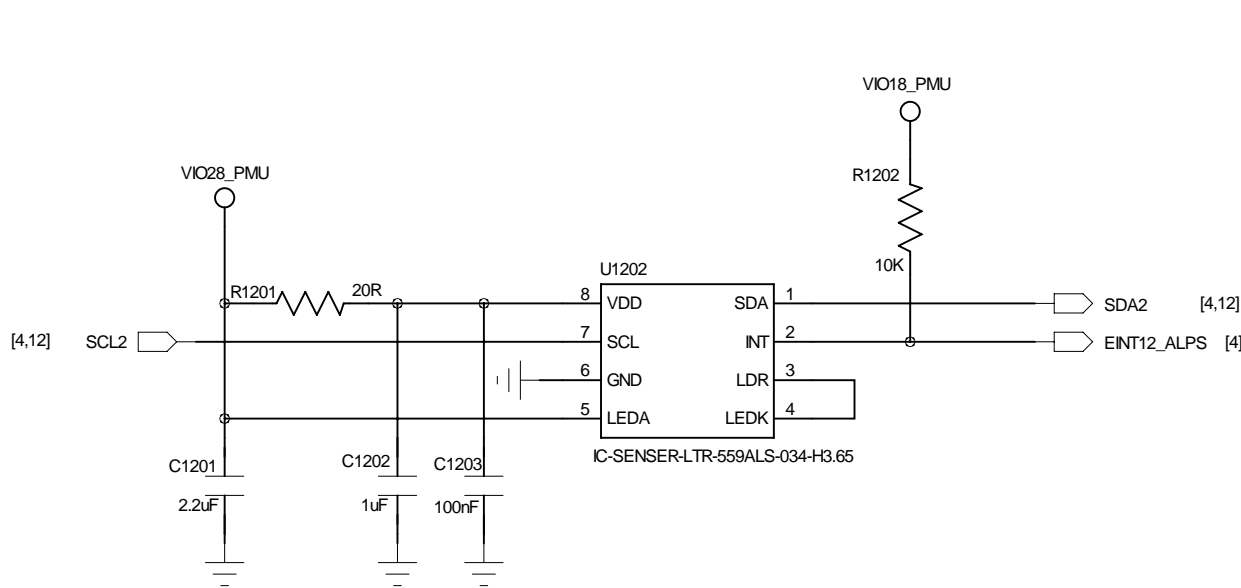 VIO18_PMU
VIO28_PMU
R1202
10K
U1202
R1201 20R
8 VDD SDA 1 SDA2 [4,12]
[4,12] SCL2 7 SCL INT 2 EINT12_ALPS [4]
6 GND LDR 3
5 LEDA LEDK 4
IC-SENSER-LTR-559ALS-034-H3.65
C1201 C1202 C1203
2.2uF 1uF 100nF